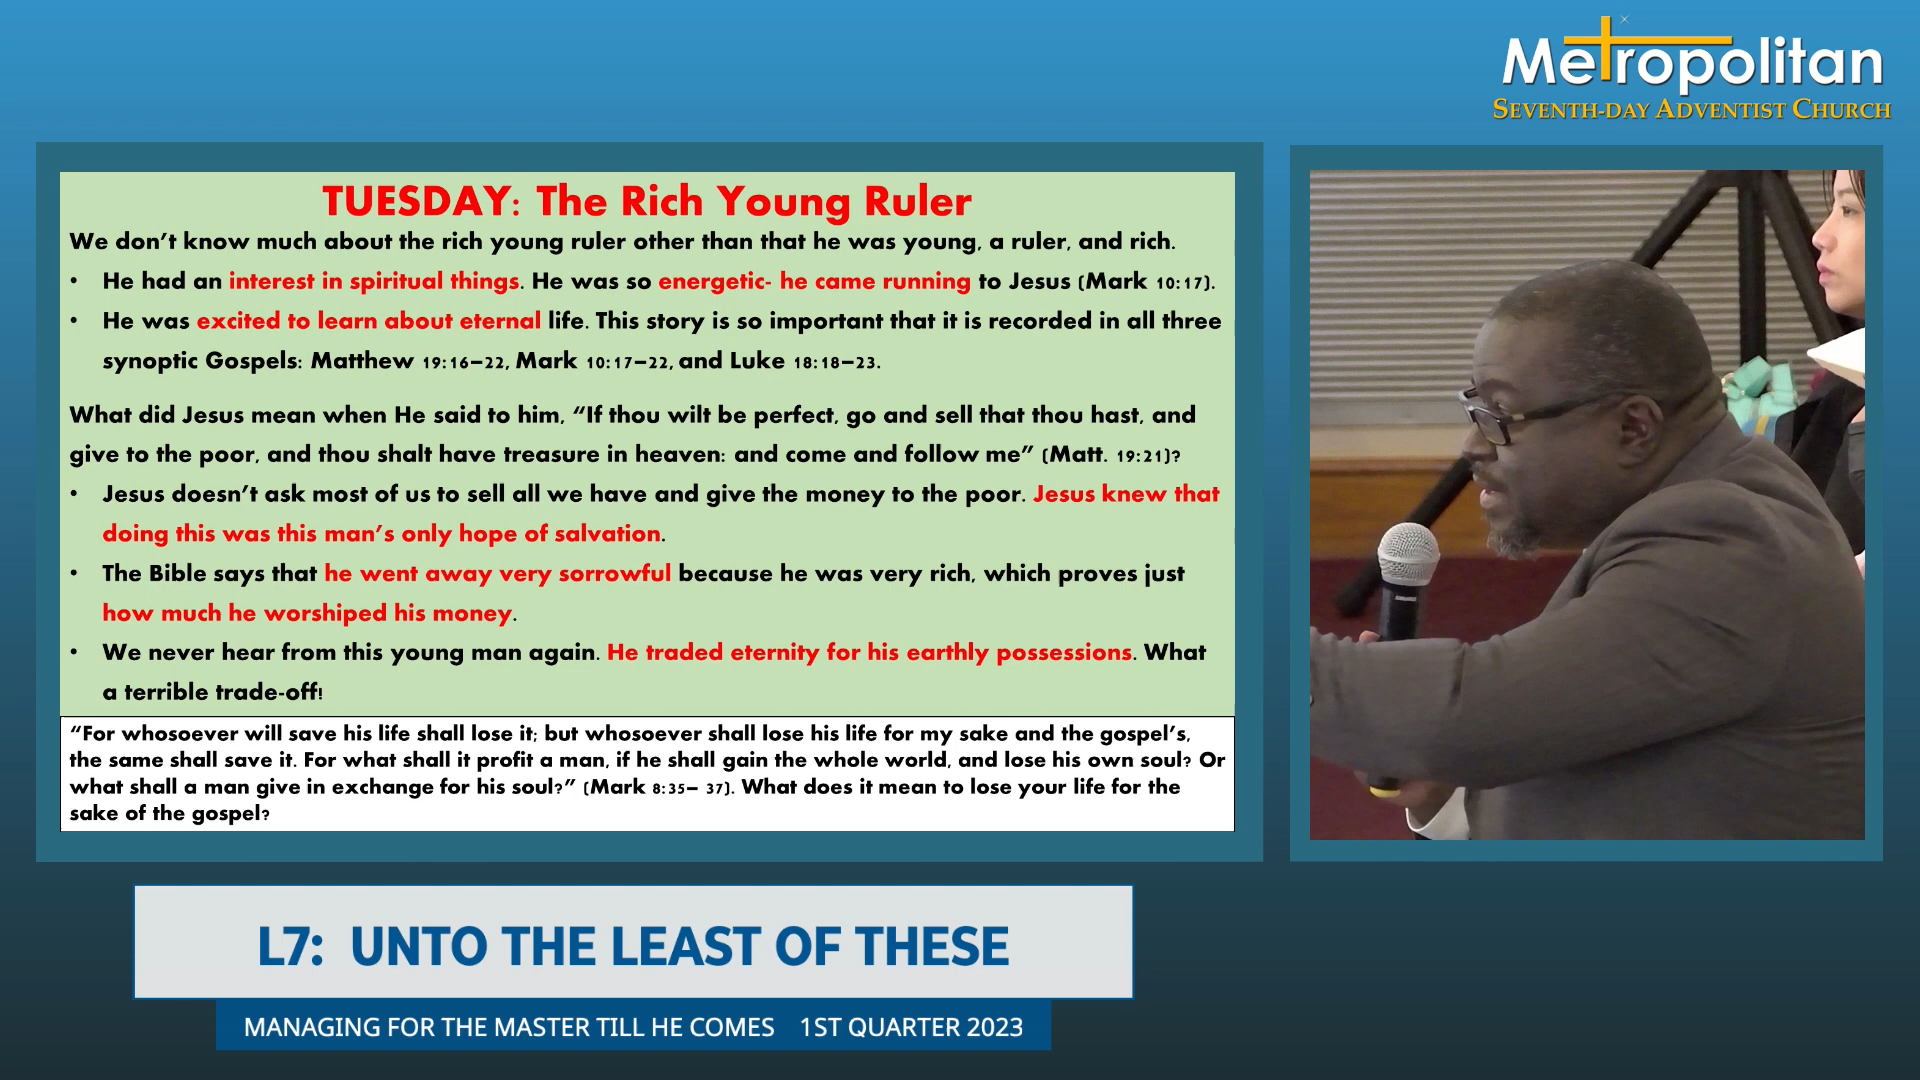 Metropolitan
SEVENTH-DAY ADVENTIST CHURCH
TUESDAY: The Rich Young Ruler
We don't know much about the rich young ruler other than that he was young, a ruler, and rich.
• He had an interest in spiritual things. He was so energetic- he came running to Jesus (Mark 10:17).
• He was excited to learn about eternal life. This story is so important that it is recorded in all three
synoptic Gospels: Matthew 19:16–22, Mark 10:17–22, and Luke 18:18–23.
What did Jesus mean when He said to him, “If thou wilt be perfect, go and sell that thou hast, and
give to the poor, and thou shalt have treasure in heaven: and come and follow me” (Matt. 19:21)?
• Jesus doesn't ask most of us to sell all we have and give the money to the poor. Jesus knew that
doing this was this man's only hope of salvation.
• The Bible says that he went away very sorrowful because he was very rich, which proves just
how much he worshiped his money.
• We never hear from this young man again. He traded eternity for his earthly possessions. What
a terrible trade-off!
“For whosoever will save his life shall lose it; but whosoever shall lose his life for my sake and the gospel's,
the same shall save it. For what shall it profit a man, if he shall gain the whole world, and lose his own soul? Or
what shall a man give in exchange for his soul?” (Mark 8:35– 37). What does it mean to lose your life for the
sake of the gospel?
L7: UNTO THE LEAST OF THESE
MANAGING FOR THE MASTER TILL HE COMES 1ST QUARTER 2023